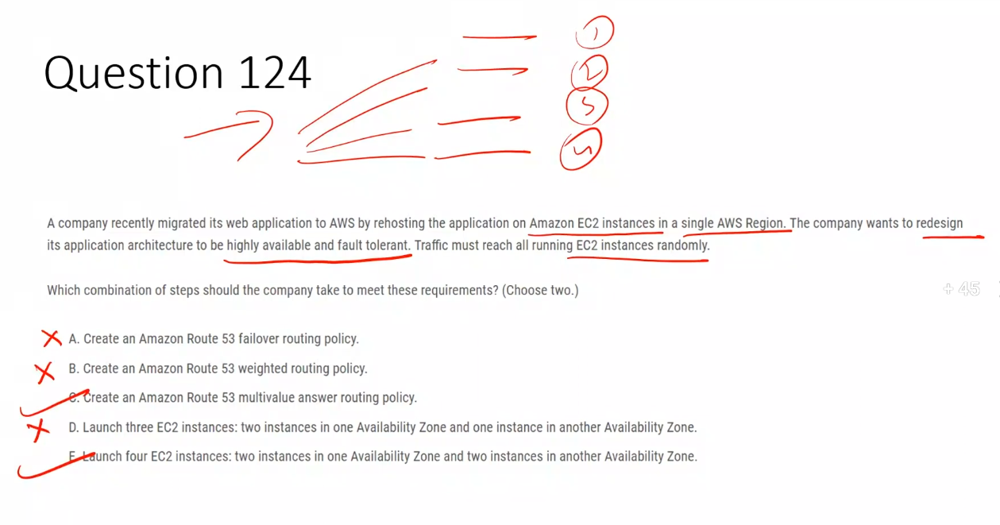 Question 124
1
2
3
4
A company recently migrated its web application to AWS by rehosting the application on Amazon EC2 instances in a single AWS Region. The company wants to redesign
its application architecture to be highly available and fault tolerant. Traffic must reach all running EC2 instances randomly.
Which combination of steps should the company take to meet these requirements? (Choose two.)
+ 45
A. Create an Amazon Route 53 failover routing policy.
B. Create an Amazon Route 53 weighted routing policy.
C. Create an Amazon Route 53 multivalue answer routing policy.
D. Launch three EC2 instances: two instances in one Availability Zone and one instance in another Availability Zone.
E. Launch four EC2 instances: two instances in one Availability Zone and two instances in another Availability Zone.